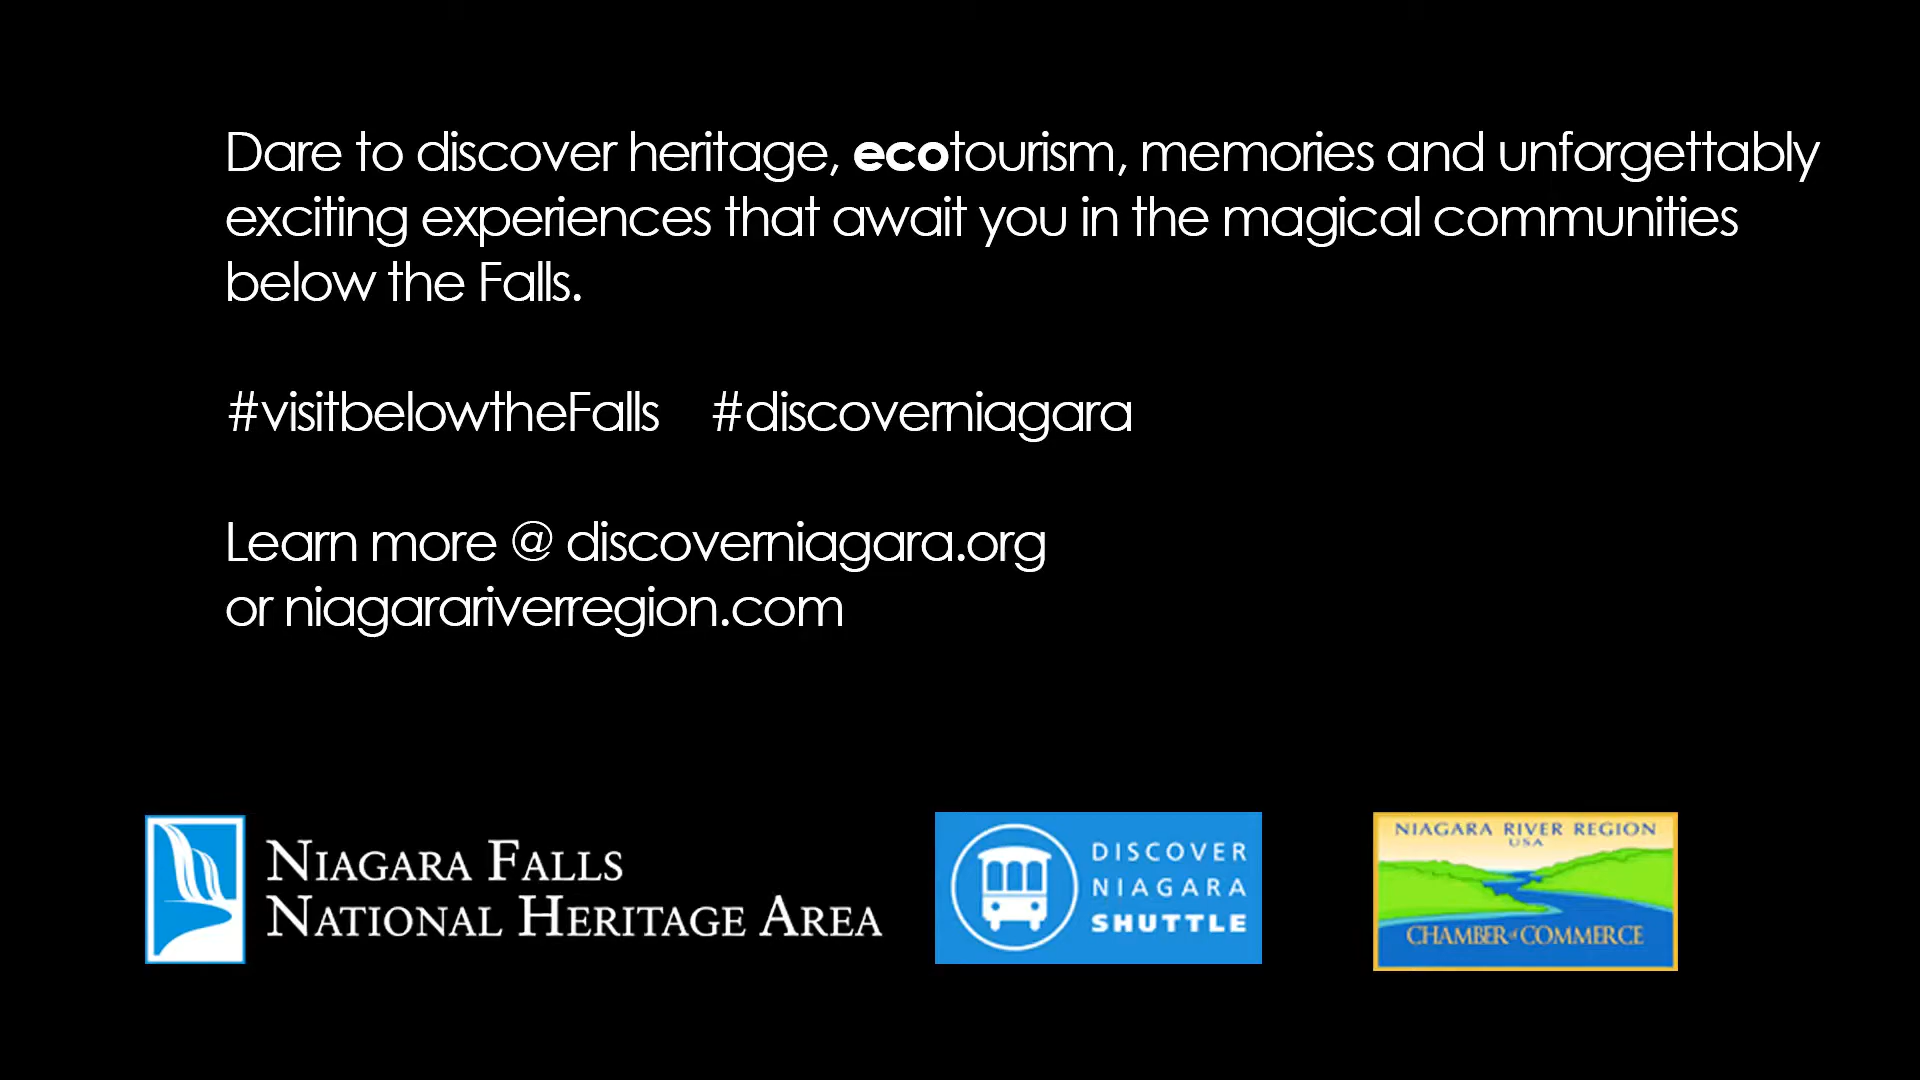 Dare to discover heritage, ecotourism, memories and unforgettably
exciting experiences that await you in the magical communities
below the Falls.
#visitbelowtheFalls #discoverniagara
Learn more @ discoverniagara.org
or niagarariverregion.com
NIAGARA FALLS
NATIONAL HERITAGE AREA
DISCOVER
NIAGARA
SHUTTLE
NIAGARA RIVER REGION
USA
CHAMBER of COMMERCE